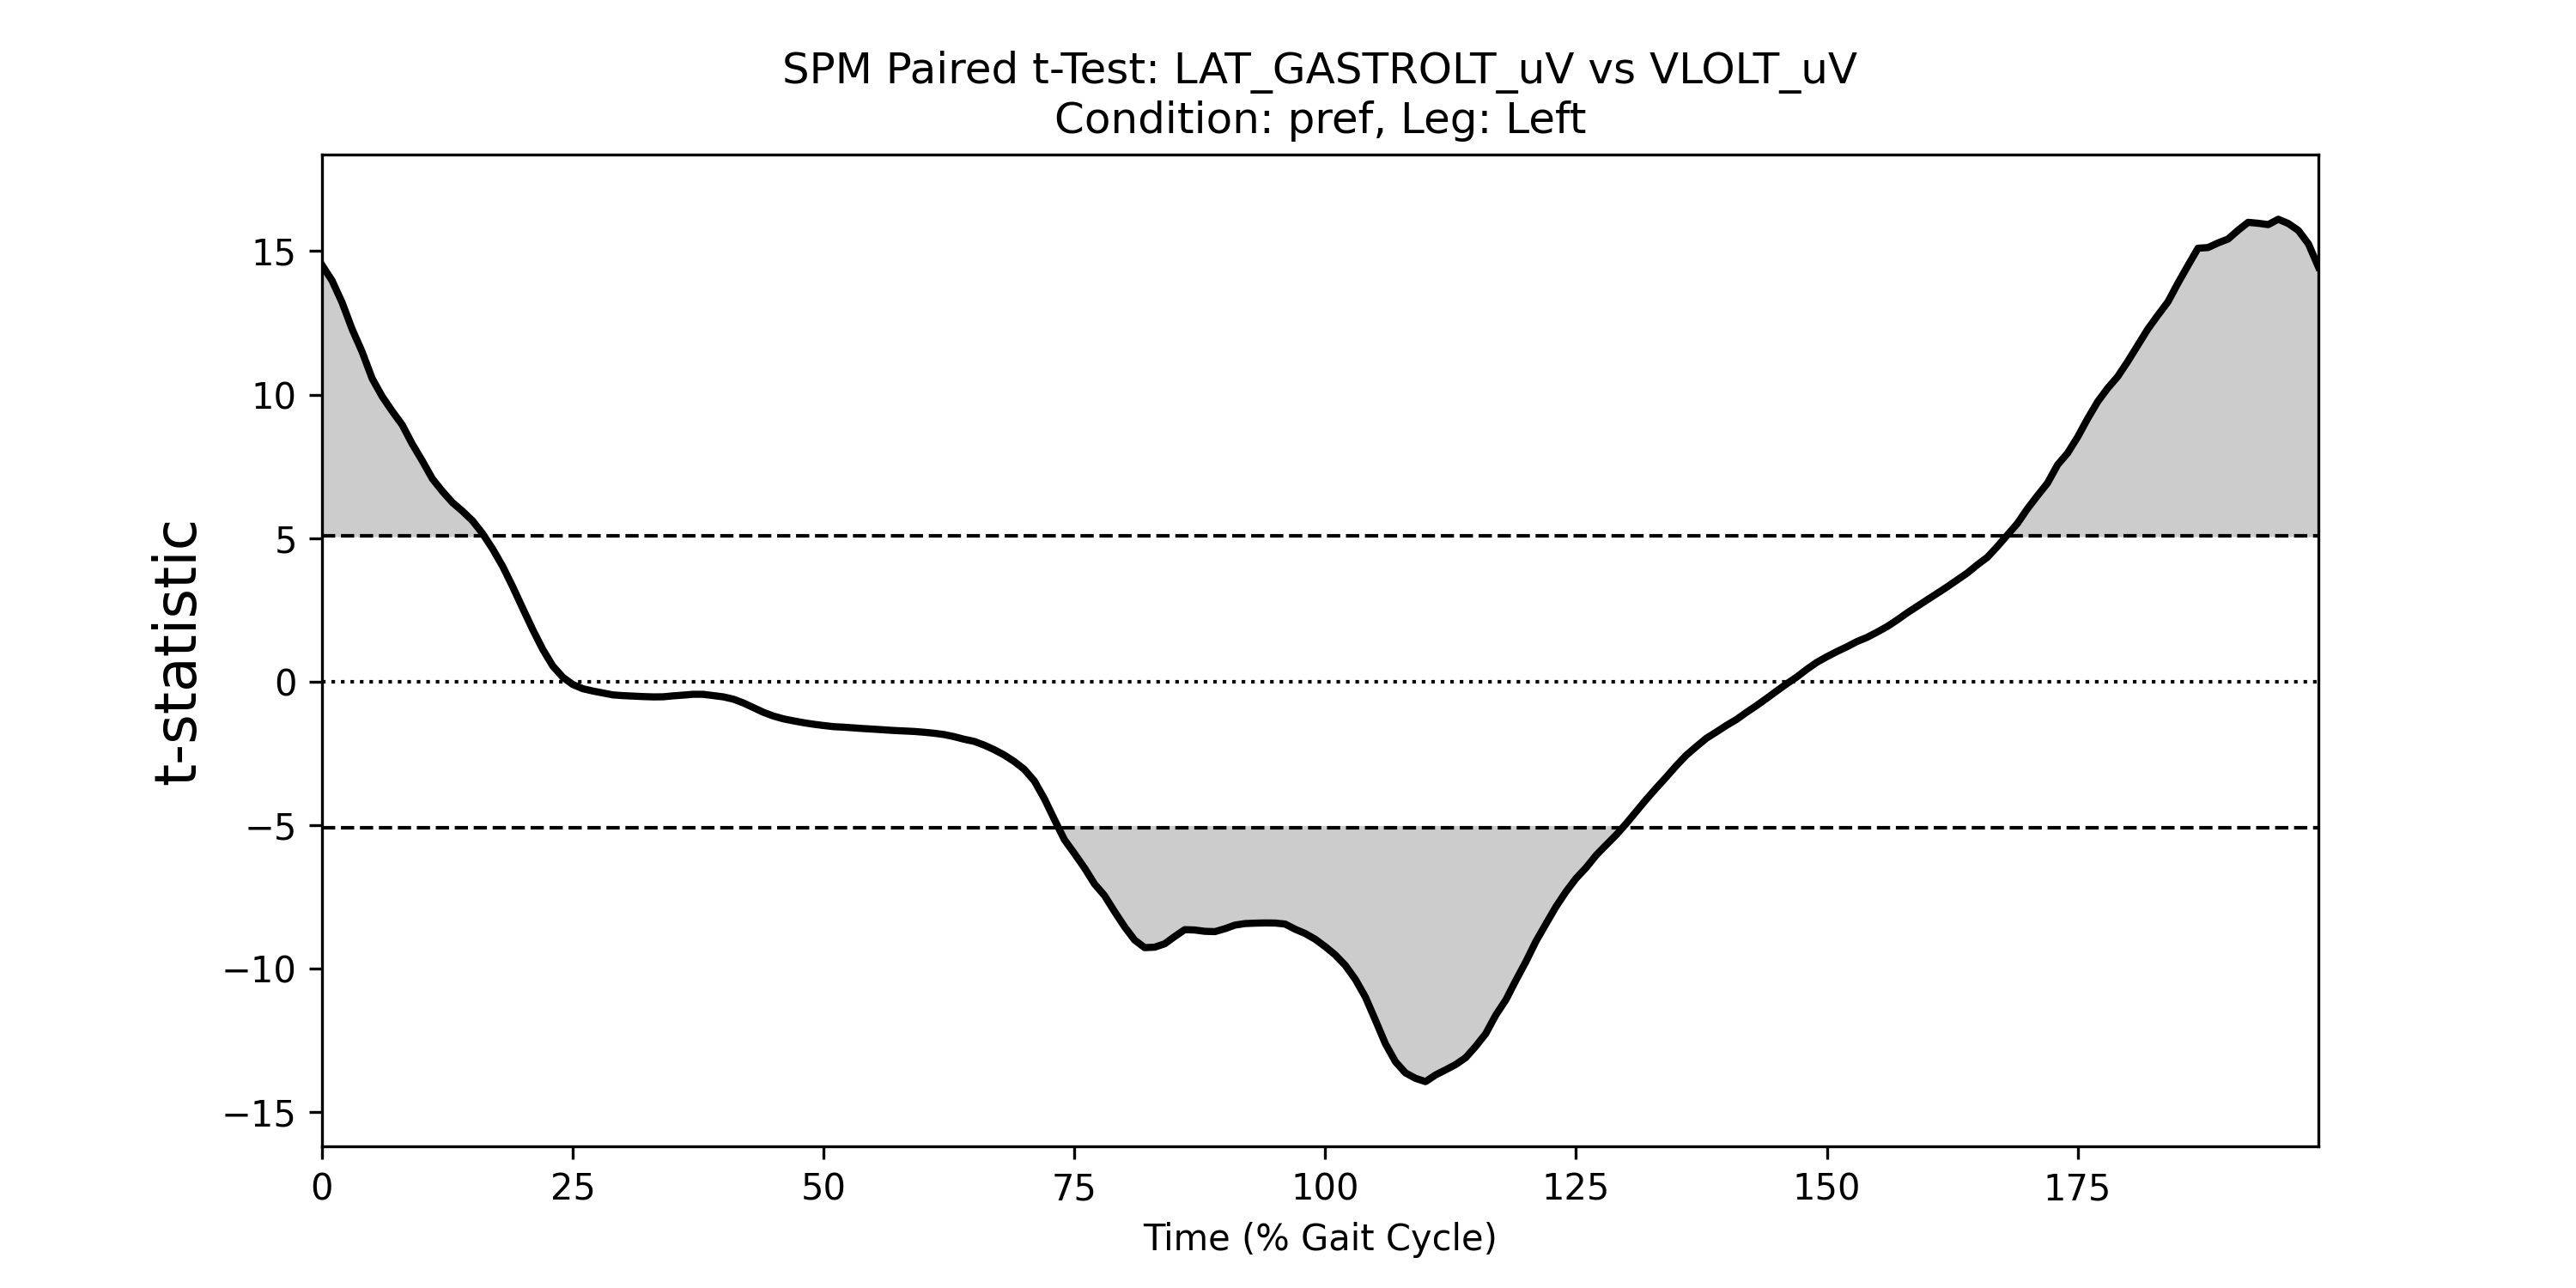 SPM Paired t-Test: LAT_GASTROLT_uV vs VLOLT_uV
Condition: pref, Leg: Left
t-statistic
15
10
5
0
−5
−10
−15
0 25 50 75 100 125 150 175
Time (% Gait Cycle)